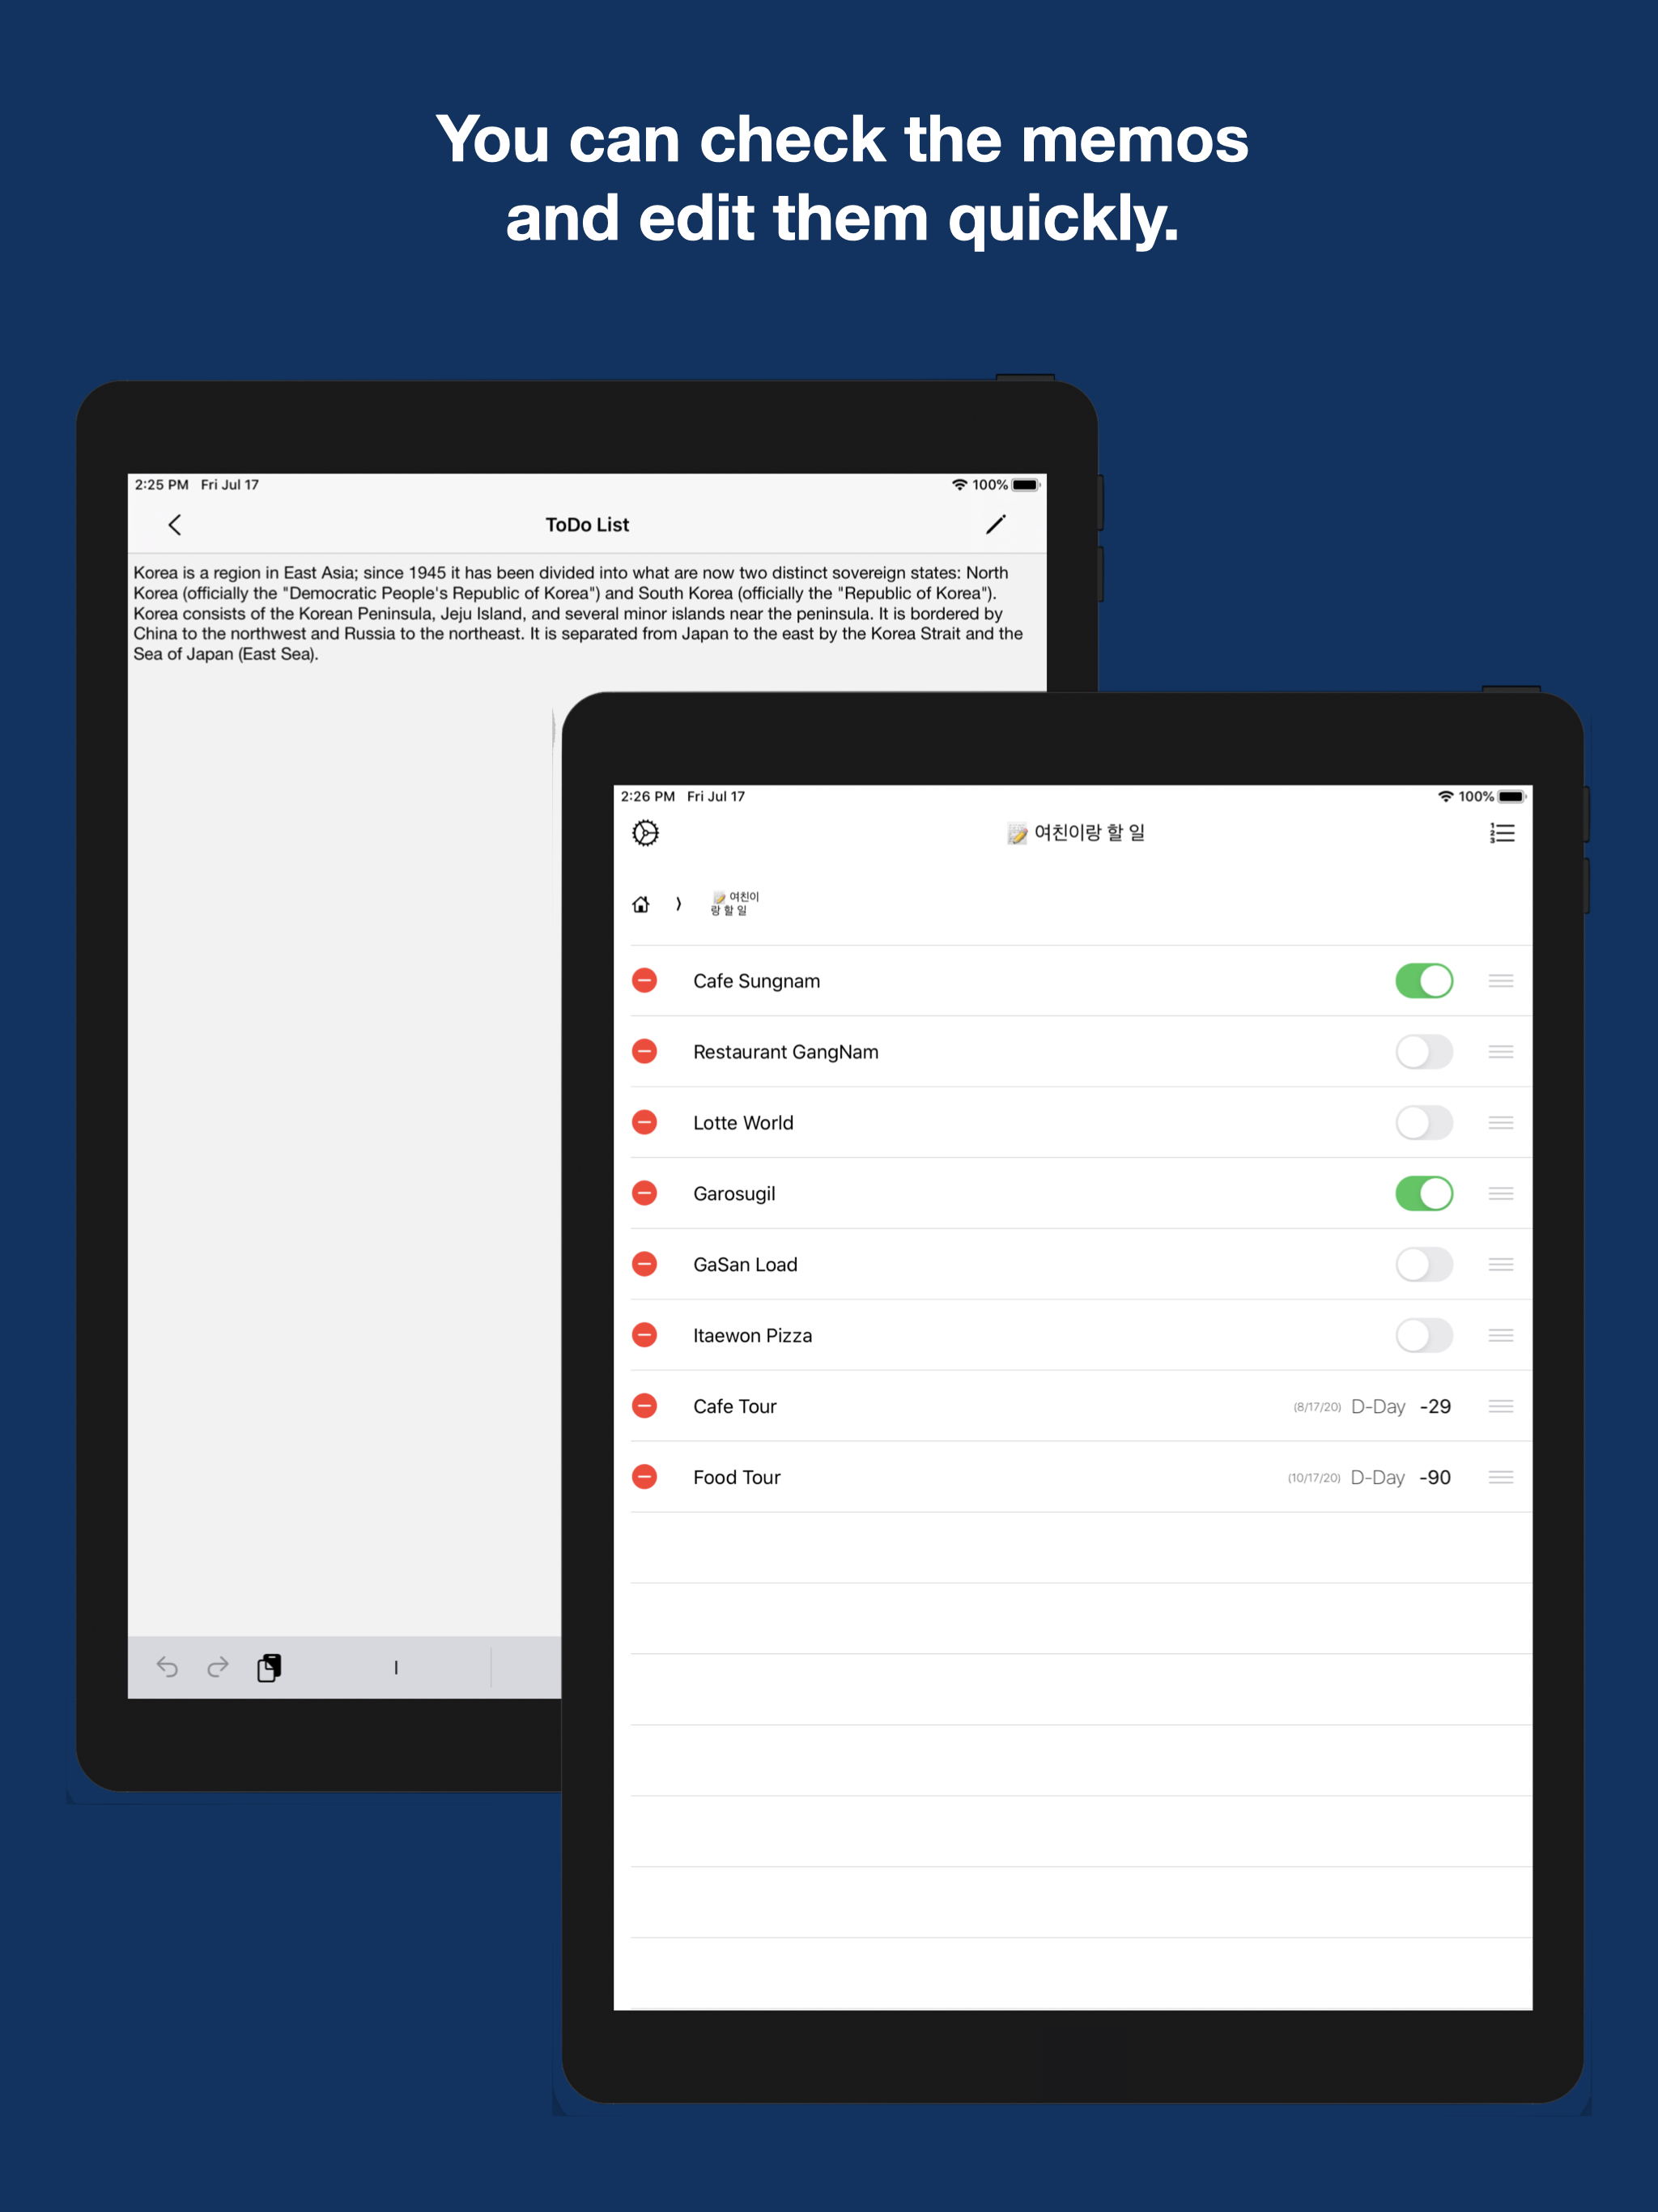 You can check the memos
and edit them quickly.
2:25 PM Fri Jul 17
100%
ToDo List
Korea is a region in East Asia; since 1945 it has been divided into what are now two distinct sovereign states: North
Korea (officially the "Democratic People's Republic of Korea") and South Korea (officially the "Republic of Korea").
Korea consists of the Korean Peninsula, Jeju Island, and several minor islands near the peninsula. It is bordered by
China to the northwest and Russia to the northeast. It is separated from Japan to the east by the Korea Strait and the
Sea of Japan (East Sea).
I
2:26 PM Fri Jul 17
100%
📝 여친이랑 할 일
📝 여친이
랑 할 일
Cafe Sungnam
Restaurant GangNam
Lotte World
Garosugil
GaSan Load
Itaewon Pizza
Cafe Tour (8/17/20) D-Day -29
Food Tour (10/17/20) D-Day -90